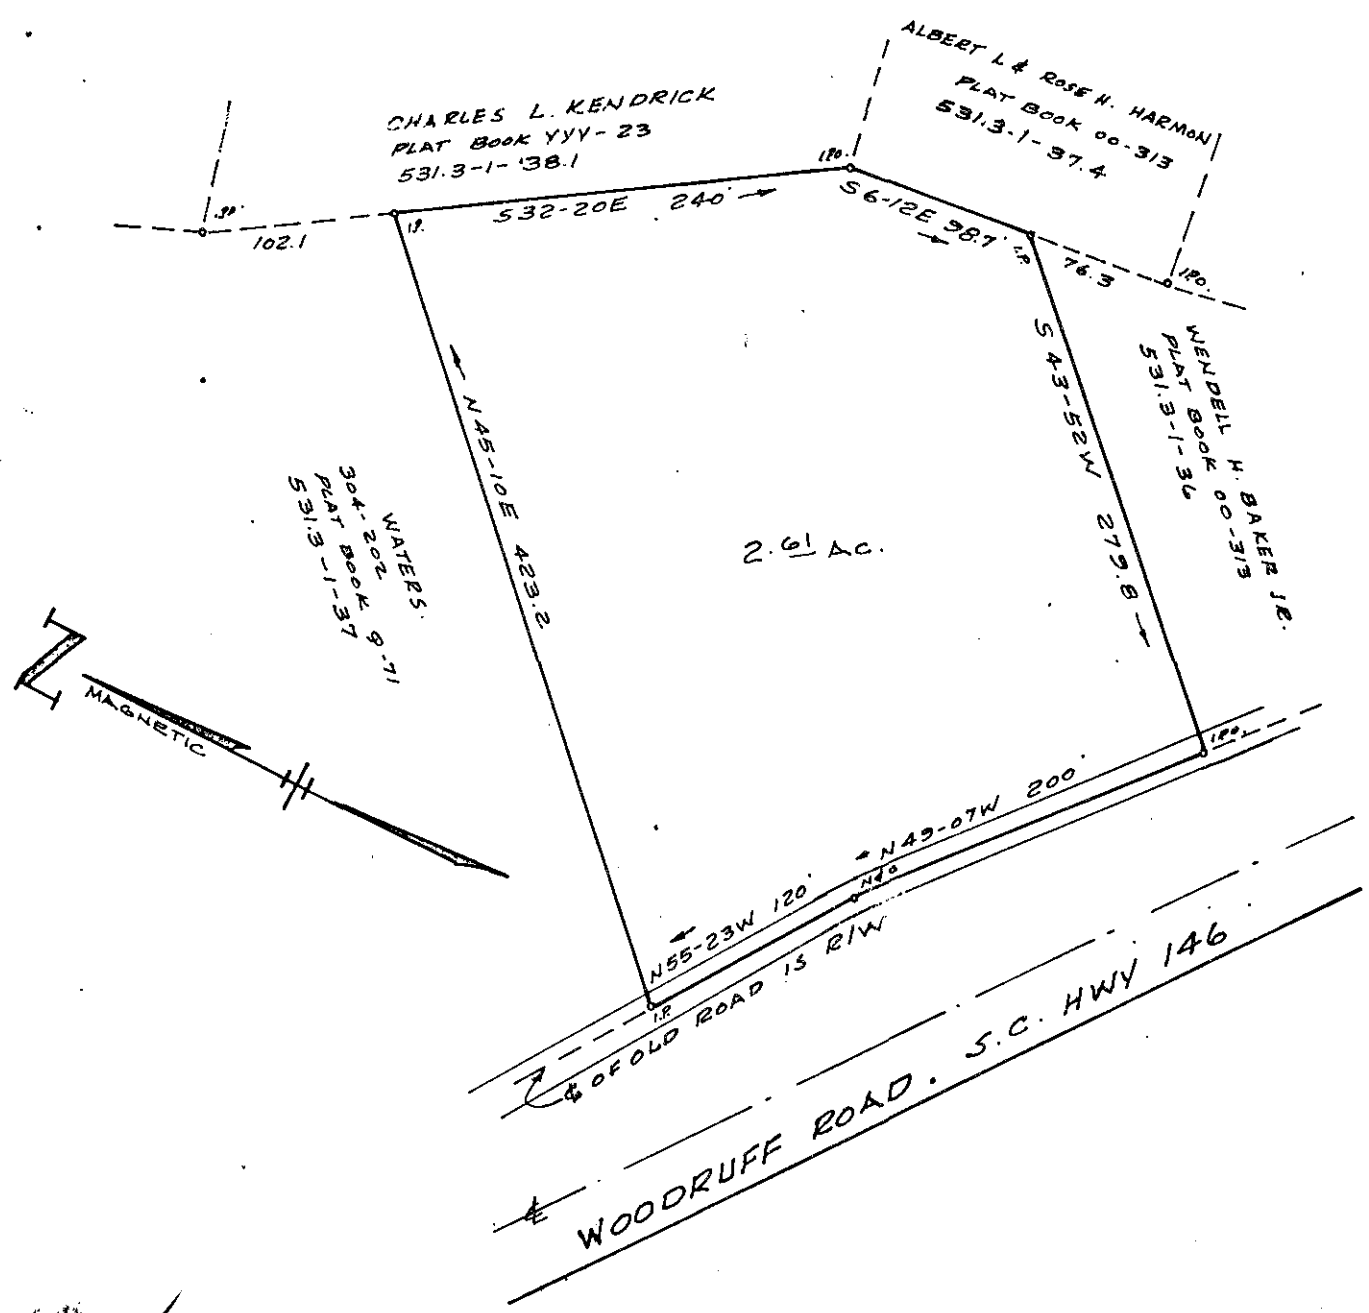 ALBERT L & ROSE H. HARMON
PLAT BOOK 00-313
531.3-1-37.4
CHARLES L. KENDRICK
PLAT BOOK YYY-23
531.3-1-38.1
I.P.O.
S32-20E 240'
I.P.
102.1
S6-12E 98.7'
I.P.
76.3
I.P.O.
S 43-52W 279.8
WENDELL H. BAKER JR.
PLAT BOOK 00-313
531.3-1-36
N45-10E 423.2
WATERS.
304-202
PLAT BOOK Q-71
531.3-1-37
2.61 AC.
N
MAGNETIC
I.P.O.
N49-07W 200'
N&C
N55-23W 120'
I.P.
℄ OF OLD ROAD IS R/W
℄
WOODRUFF ROAD. S.C. HWY 146